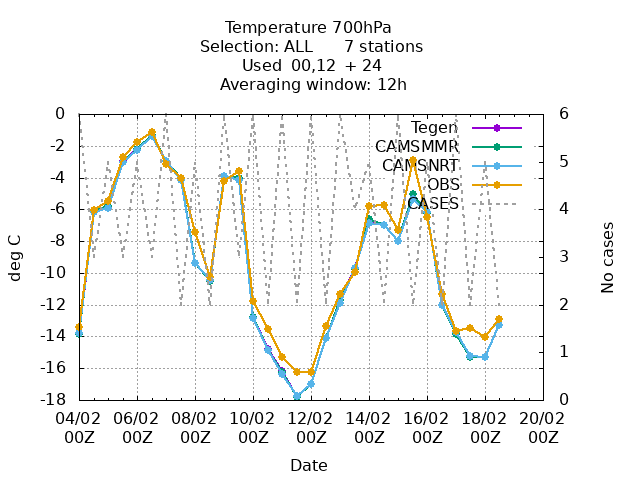 Temperature 700hPa
Selection: ALL 7 stations
Used 00,12 + 24
Averaging window: 12h
0
-2
-4
-6
-8
-10
-12
-14
-16
-18
deg C
6
5
4
3
2
1
0
No cases
Tegen
CAMSMMR
CAMSNRT
OBS
CASES
04/02 06/02 08/02 10/02 12/02 14/02 16/02 18/02 20/02
00Z 00Z 00Z 00Z 00Z 00Z 00Z 00Z 00Z
Date